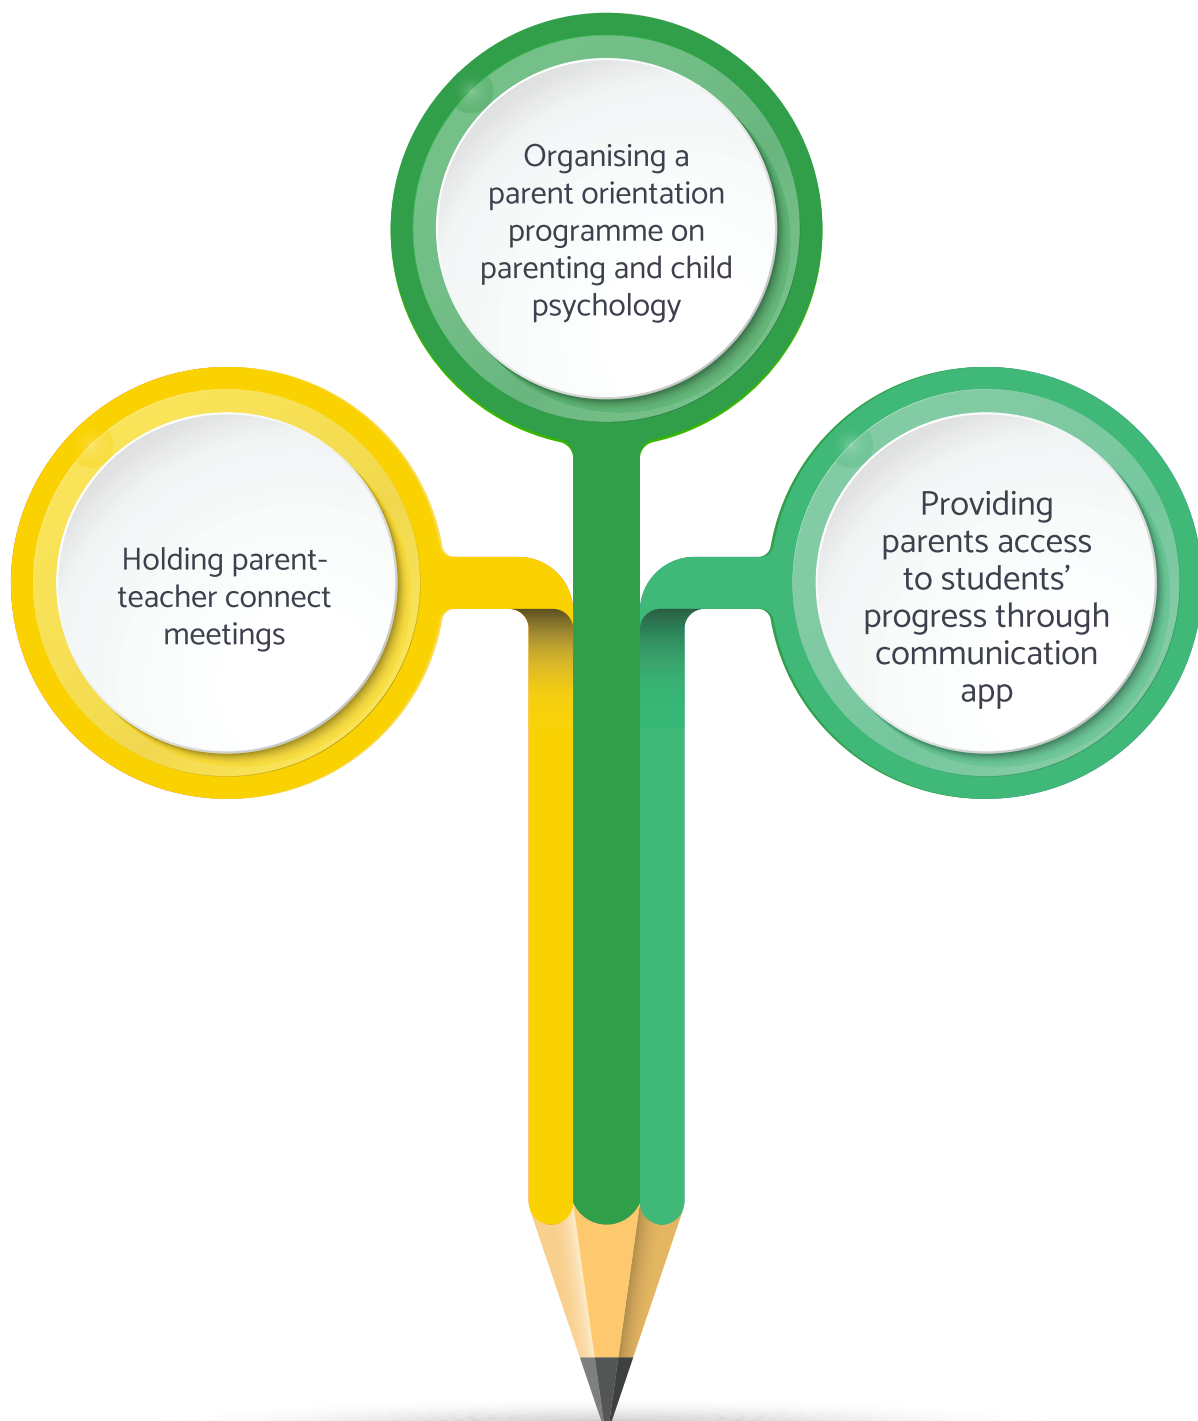 Organising a
parent orientation
programme on
parenting and child
psychology
Holding parent-
teacher connect
meetings
Providing
parents access
to students’
progress through
communication
app